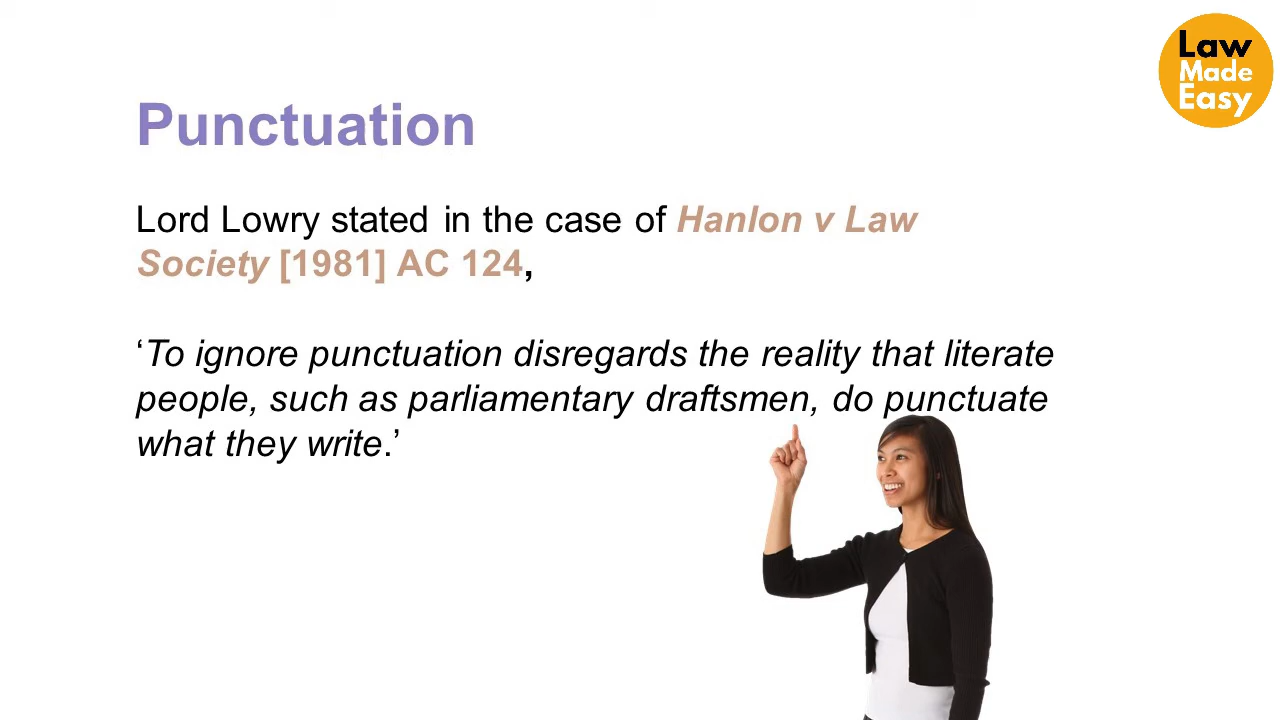 Law
Made
Easy
Punctuation
Lord Lowry stated in the case of Hanlon v Law
Society [1981] AC 124,
‘To ignore punctuation disregards the reality that literate
people, such as parliamentary draftsmen, do punctuate
what they write.’